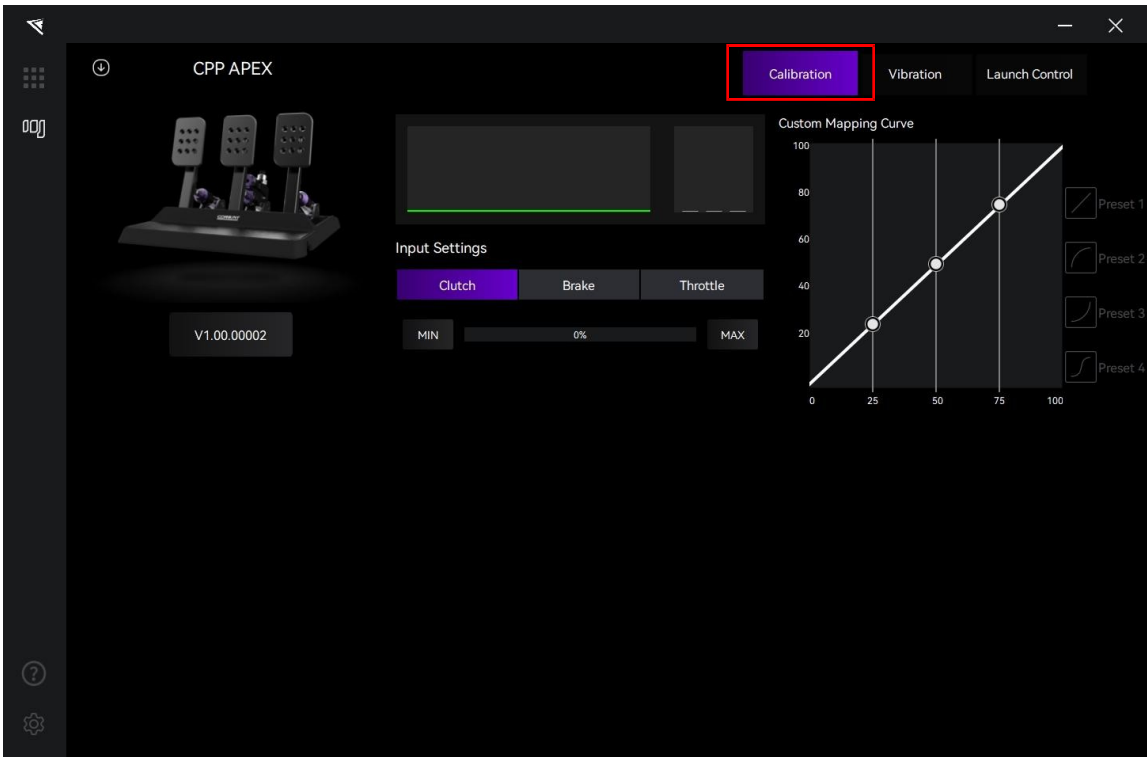 CPP APEX
Calibration
Vibration
Launch Control
Custom Mapping Curve
100
80
60
40
20
0
25
50
75
100
Preset 1
Preset 2
Preset 3
Preset 4
Input Settings
Clutch
Brake
Throttle
MIN
0%
MAX
V1.00.00002
?